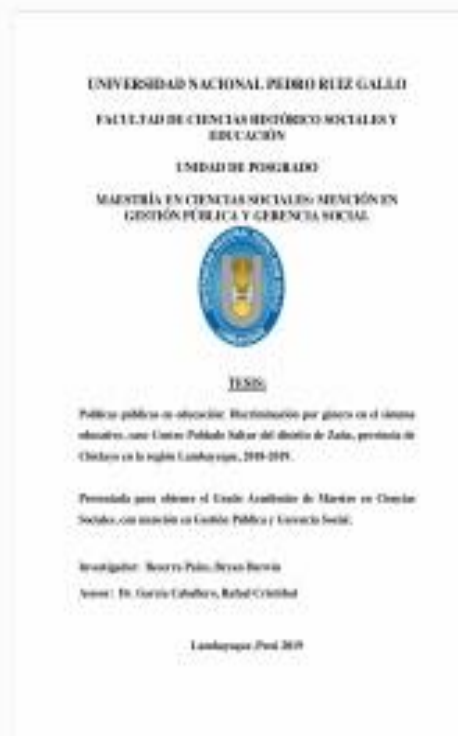 UNIVERSIDAD NACIONAL PEDRO RUIZ GALLO
FACULTAD DE CIENCIAS HISTÓRICO SOCIALES Y
EDUCACIÓN
UNIDAD DE POSGRADO
MAESTRÍA EN CIENCIAS SOCIALES: MENCIÓN EN
GESTIÓN PÚBLICA Y GERENCIA SOCIAL
TESIS:
Políticas públicas en educación: Discriminación por género en el sistema
educativo, caso Centro Poblado Saltur del distrito de Zaña, provincia de
Chiclayo en la región Lambayeque, 2018-2019.
Presentada para obtener el Grado Académico de Maestro en Ciencias
Sociales, con mención en Gestión Pública y Gerencia Social.
Investigador: Becerra
Asesor: Dr. García Caballero, Rafael Cristóbal
Lambayeque-Perú 2019